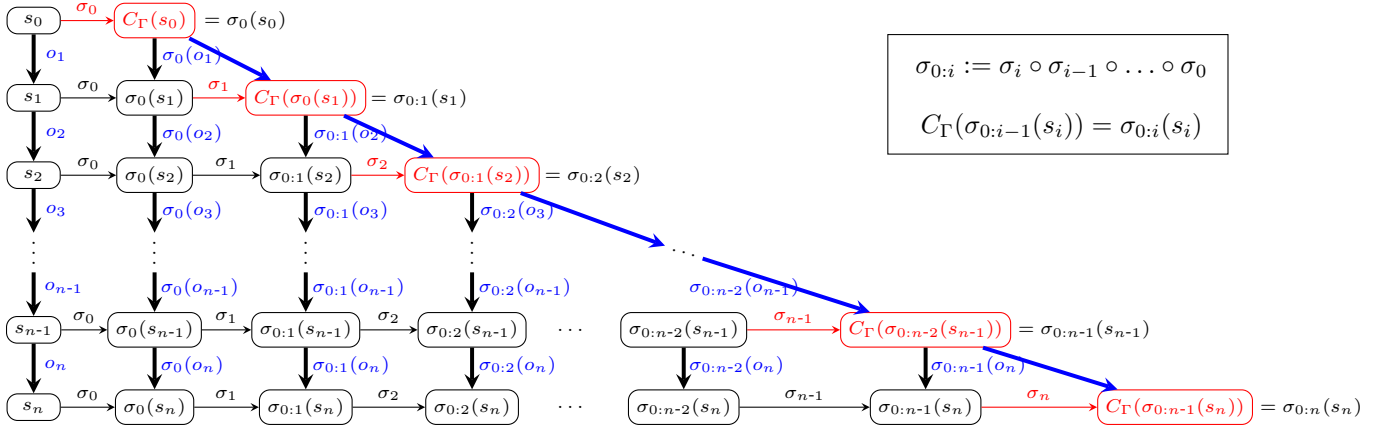 s₀ σ₀ C_Γ(s₀) = σ₀(s₀)
o₁ σ₀(o₁)
σ₀:ᵢ := σᵢ ∘ σᵢ₋₁ ∘ … ∘ σ₀
C_Γ(σ₀:ᵢ₋₁(sᵢ)) = σ₀:ᵢ(sᵢ)
s₁ σ₀ σ₀(s₁) σ₁ C_Γ(σ₀(s₁)) = σ₀:₁(s₁)
o₂ σ₀(o₂) σ₀:₁(o₂)
s₂ σ₀ σ₀(s₂) σ₁ σ₀:₁(s₂) σ₂ C_Γ(σ₀:₁(s₂)) = σ₀:₂(s₂)
o₃ σ₀(o₃) σ₀:₁(o₃) σ₀:₂(o₃)
⋮ ⋮ ⋮ ⋮ ⋯
oₙ₋₁ σ₀(oₙ₋₁) σ₀:₁(oₙ₋₁) σ₀:₂(oₙ₋₁) σ₀:ₙ₋₂(oₙ₋₁)
sₙ₋₁ σ₀ σ₀(sₙ₋₁) σ₁ σ₀:₁(sₙ₋₁) σ₂ σ₀:₂(sₙ₋₁) ⋯ σ₀:ₙ₋₂(sₙ₋₁) σₙ₋₁ C_Γ(σ₀:ₙ₋₂(sₙ₋₁)) = σ₀:ₙ₋₁(sₙ₋₁)
oₙ σ₀(oₙ) σ₀:₁(oₙ) σ₀:₂(oₙ) σ₀:ₙ₋₂(oₙ) σ₀:ₙ₋₁(oₙ)
sₙ σ₀ σ₀(sₙ) σ₁ σ₀:₁(sₙ) σ₂ σ₀:₂(sₙ) ⋯ σ₀:ₙ₋₂(sₙ) σₙ₋₁ σ₀:ₙ₋₁(sₙ) σₙ C_Γ(σ₀:ₙ₋₁(sₙ)) = σ₀:ₙ(sₙ)